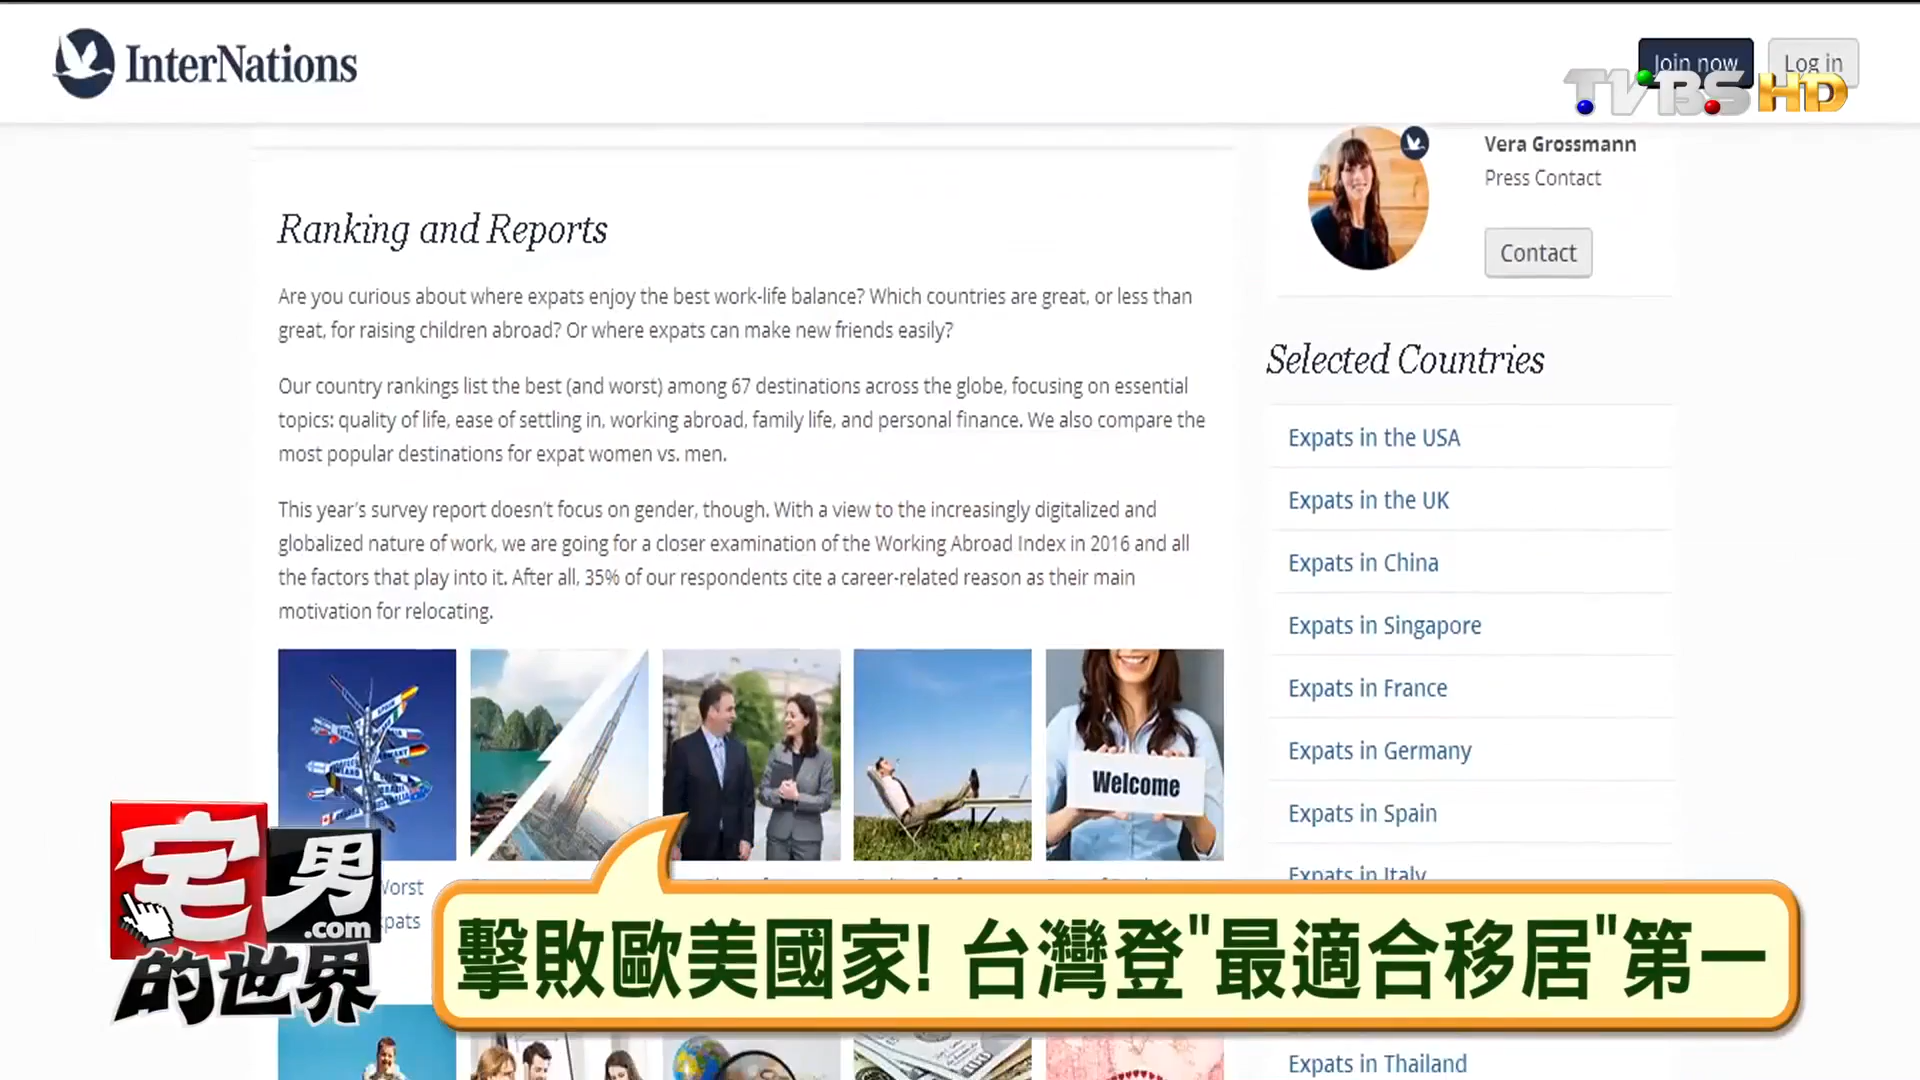 InterNations
Join now
Log in
TVBS HD
Vera Grossmann
Press Contact
Contact
Ranking and Reports
Are you curious about where expats enjoy the best work-life balance? Which countries are great, or less than
great, for raising children abroad? Or where expats can make new friends easily?
Our country rankings list the best (and worst) among 67 destinations across the globe, focusing on essential
topics: quality of life, ease of settling in, working abroad, family life, and personal finance. We also compare the
most popular destinations for expat women vs. men.
This year's survey report doesn't focus on gender, though. With a view to the increasingly digitalized and
globalized nature of work, we are going for a closer examination of the Working Abroad Index in 2016 and all
the factors that play into it. After all, 35% of our respondents cite a career-related reason as their main
motivation for relocating.
Welcome
Selected Countries
Expats in the USA
Expats in the UK
Expats in China
Expats in Singapore
Expats in France
Expats in Germany
Expats in Spain
Expats in Italy
Expats in Thailand
Worst
宅男
.com
的世界
擊敗歐美國家! 台灣登"最適合移居"第一